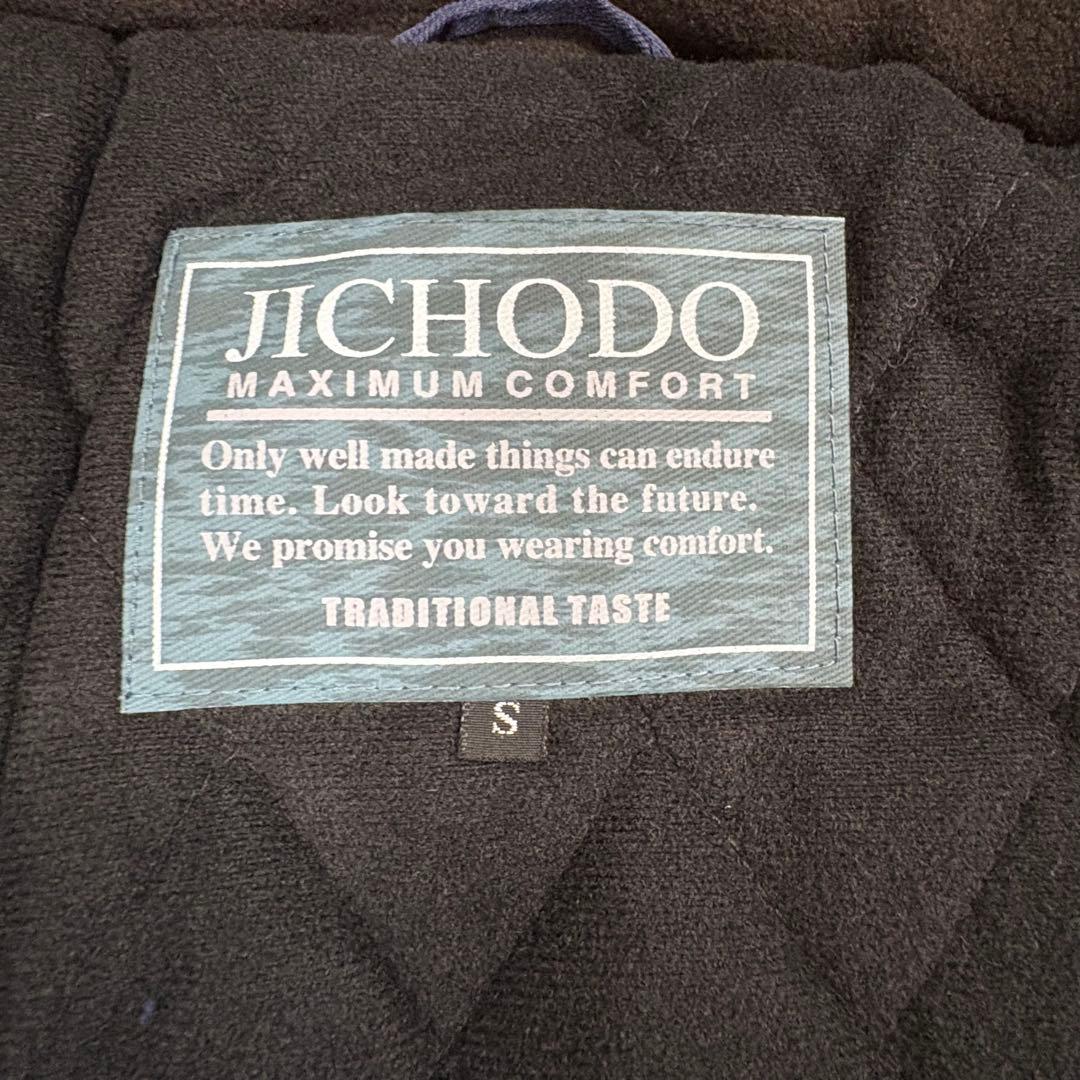 JICHODO
MAXIMUM COMFORT
Only well made things can endure
time. Look toward the future.
We promise you wearing comfort.
TRADITIONAL TASTE
S